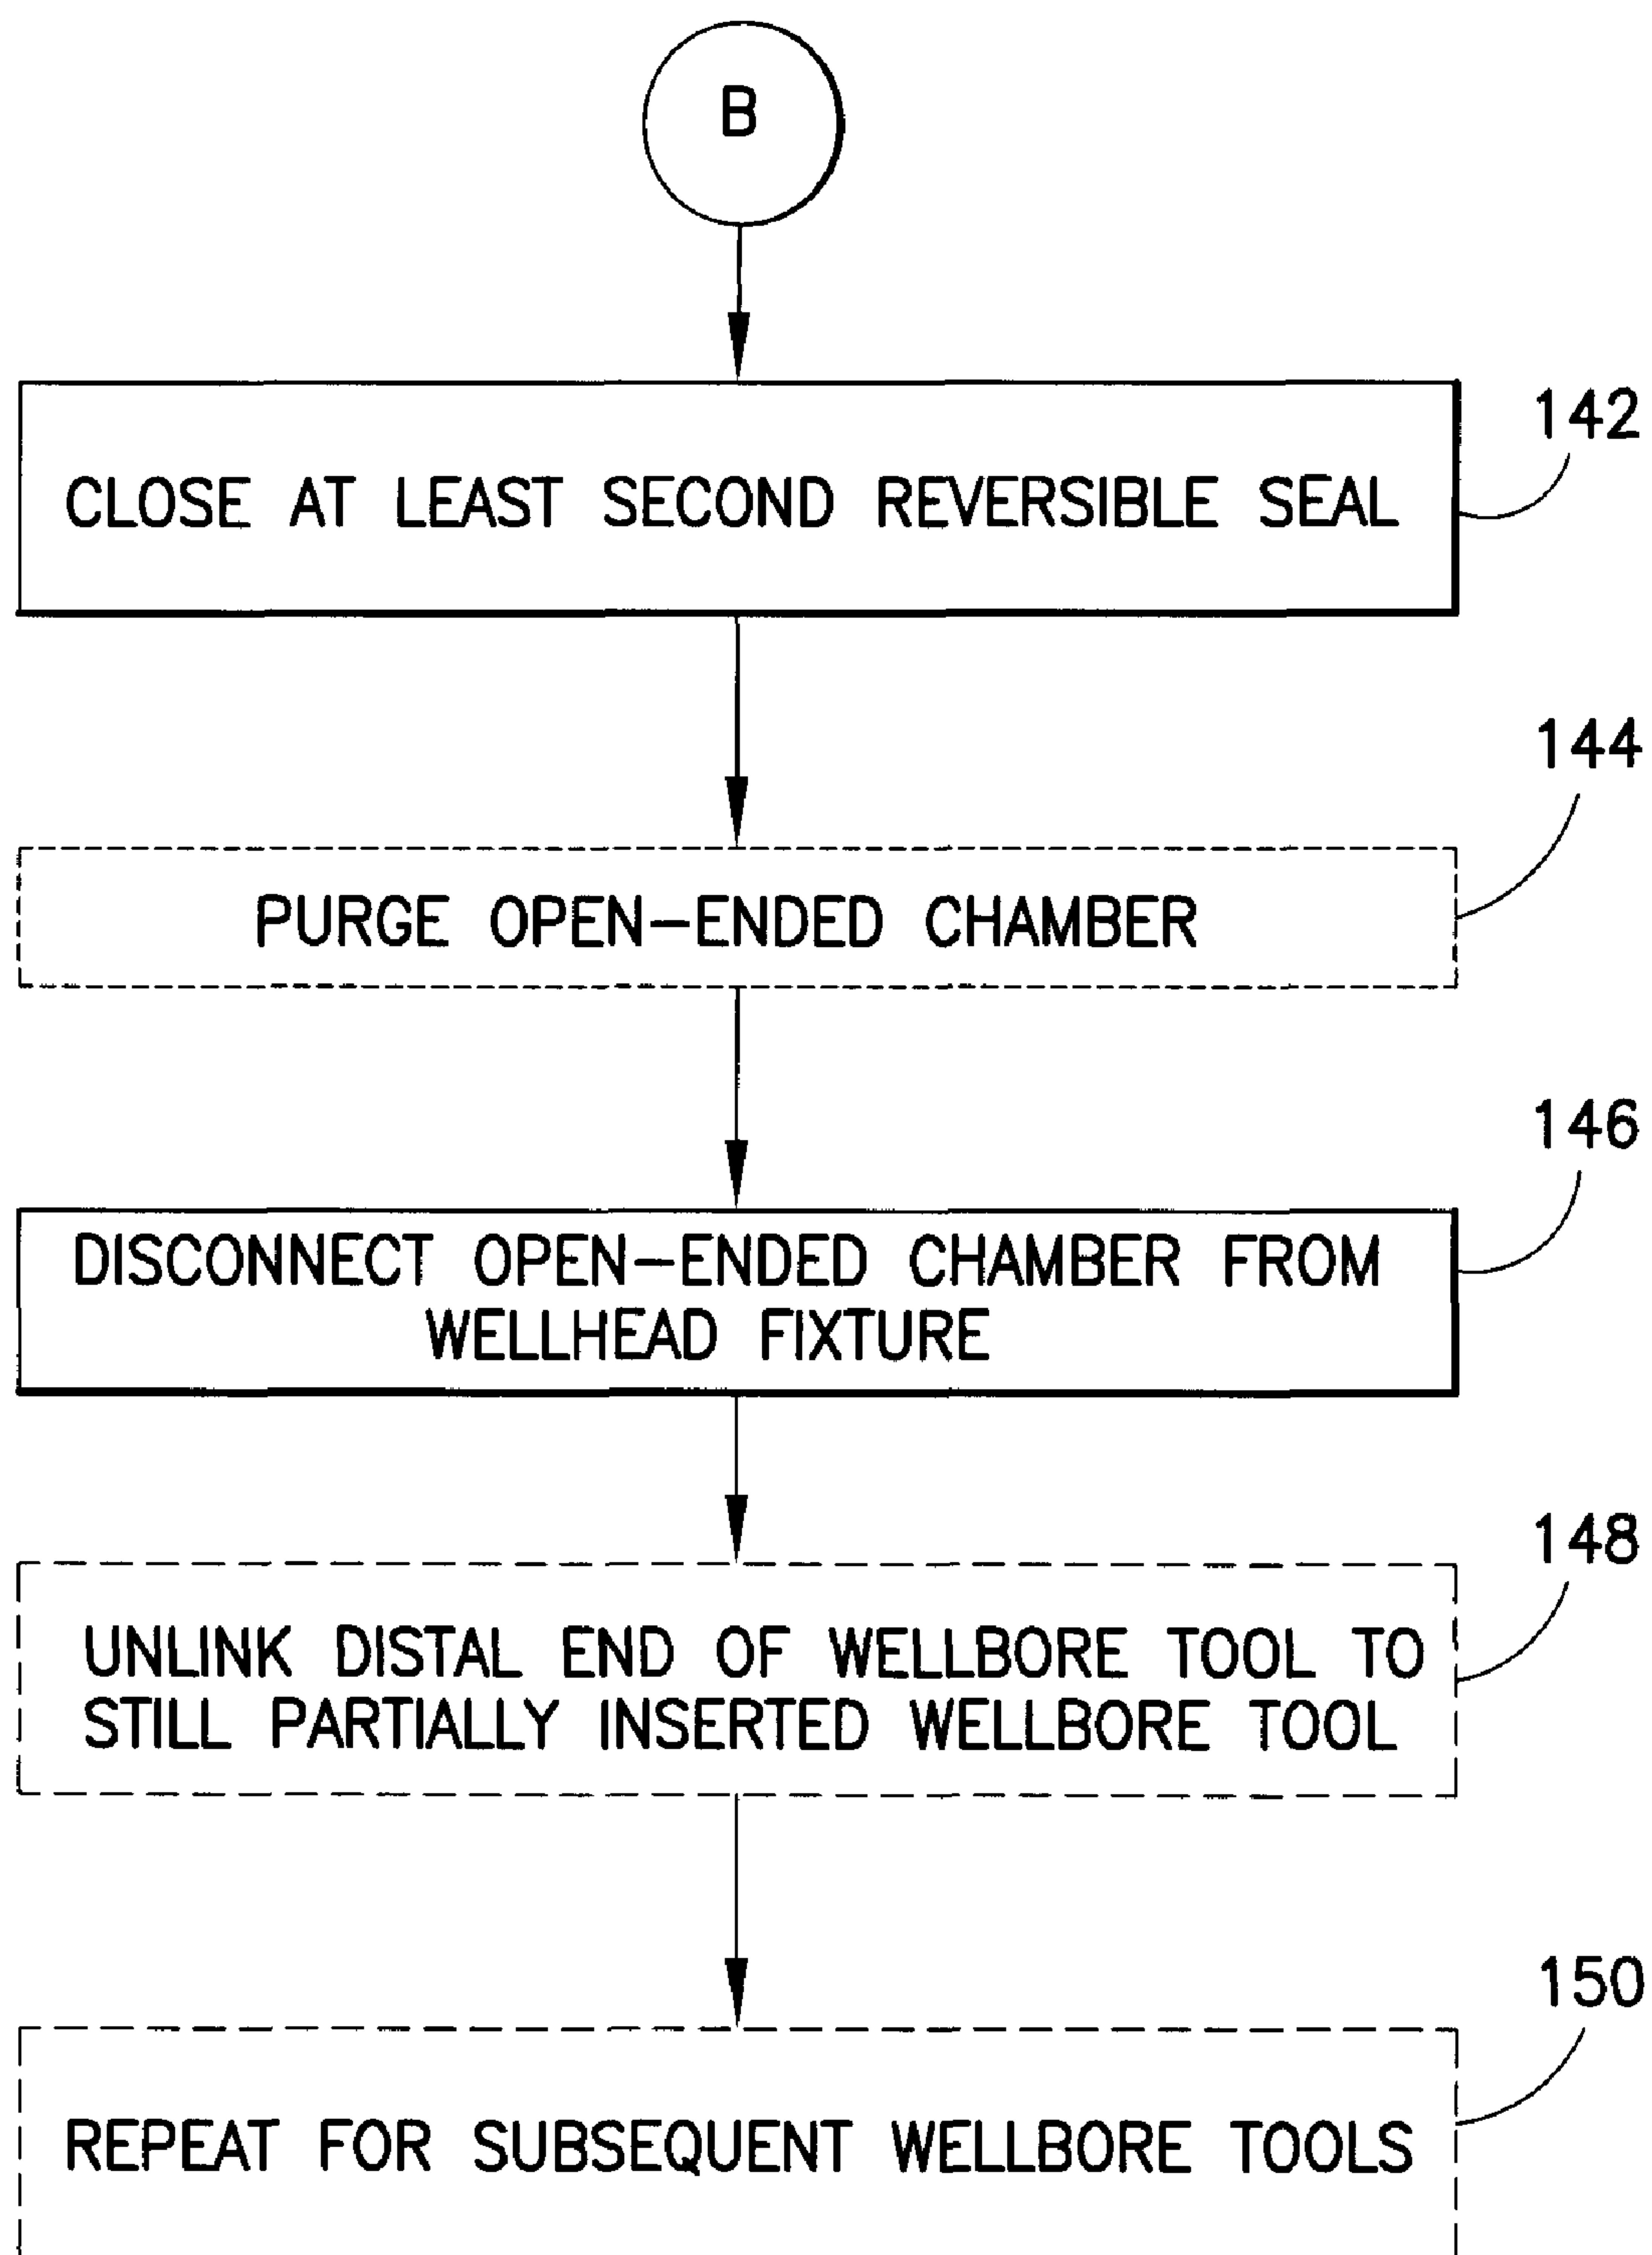 B
142
CLOSE AT LEAST SECOND REVERSIBLE SEAL
144
PURGE OPEN-ENDED CHAMBER
146
DISCONNECT OPEN-ENDED CHAMBER FROM
WELLHEAD FIXTURE
148
UNLINK DISTAL END OF WELLBORE TOOL TO
STILL PARTIALLY INSERTED WELLBORE TOOL
150
REPEAT FOR SUBSEQUENT WELLBORE TOOLS